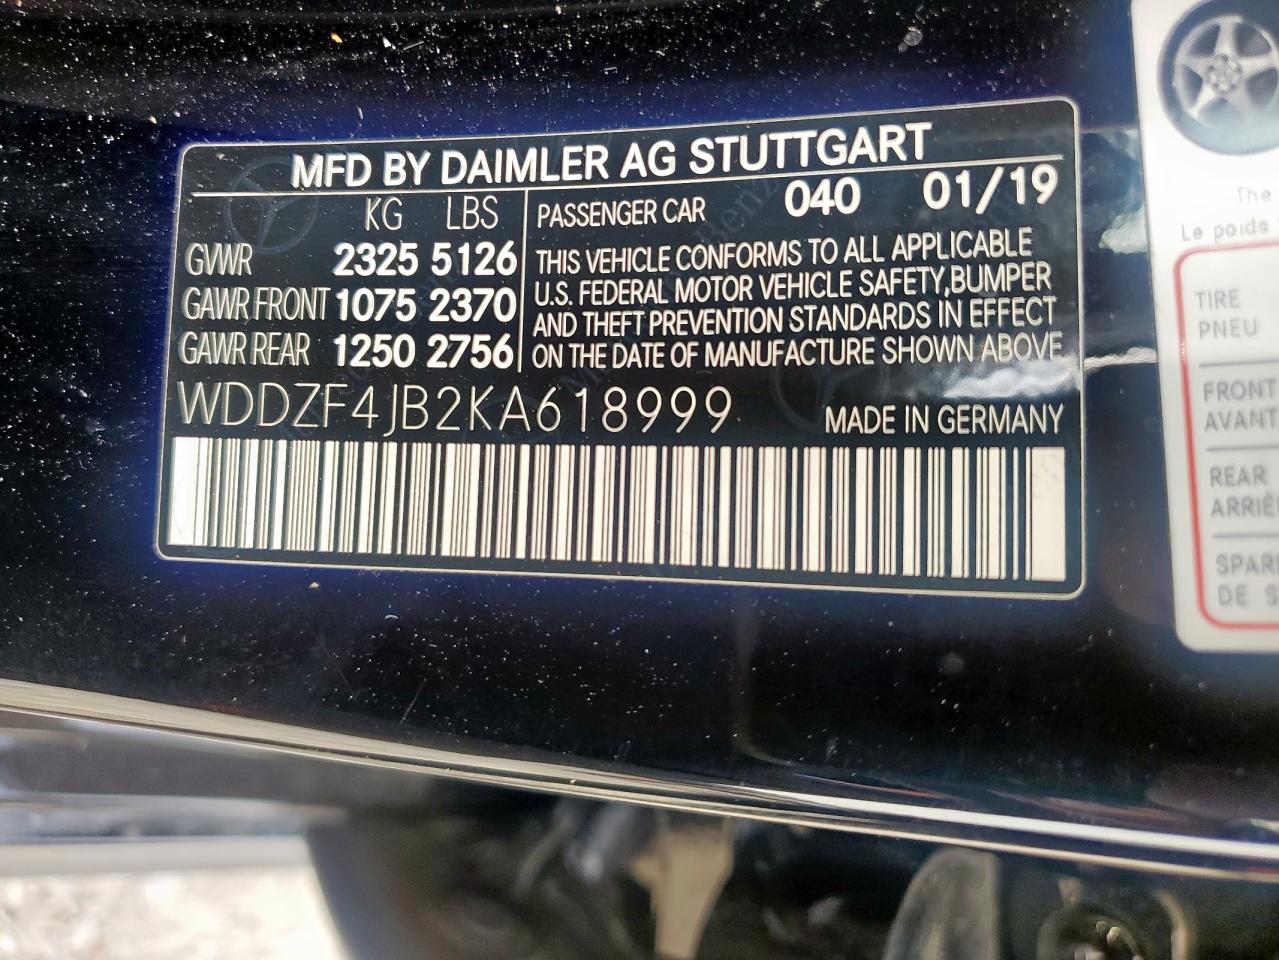 MFD BY DAIMLER AG STUTTGART
KG LBS
GVWR 2325 5126
GAWR FRONT 1075 2370
GAWR REAR 1250 2756
PASSENGER CAR 040 01/19
THIS VEHICLE CONFORMS TO ALL APPLICABLE
U.S. FEDERAL MOTOR VEHICLE SAFETY, BUMPER
AND THEFT PREVENTION STANDARDS IN EFFECT
ON THE DATE OF MANUFACTURE SHOWN ABOVE
WDDZF4JB2KA618999 MADE IN GERMANY
The
Le poids
TIRE
PNEU
FRONT
AVANT
REAR